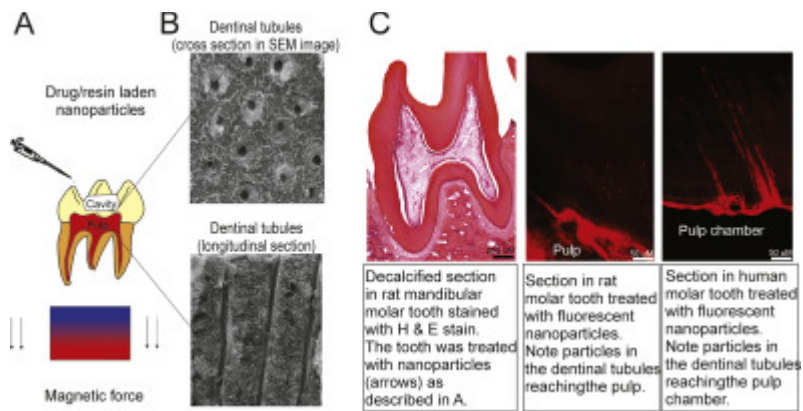 A
B
C
Dentinal tubules
(cross section in SEM image)
Drug/resin laden
nanoparticles
Cavity
Pulp
Dentinal tubules
(longitudinal section)
Magnetic force
Pulp
Pulp chamber
Decalcified section
in rat mandibular
molar tooth stained
with H & E stain.
The tooth was treated
with nanoparticles
(arrows) as
described in A.
Section in rat
molar tooth treated
with fluorescent
nanoparticles.
Note particles in
the dentinal tubules
reachingthe pulp.
Section in human
molar tooth treated
with fluorescent
nanoparticles.
Note particles in
the dentinal tubules
reachingthe pulp
chamber.